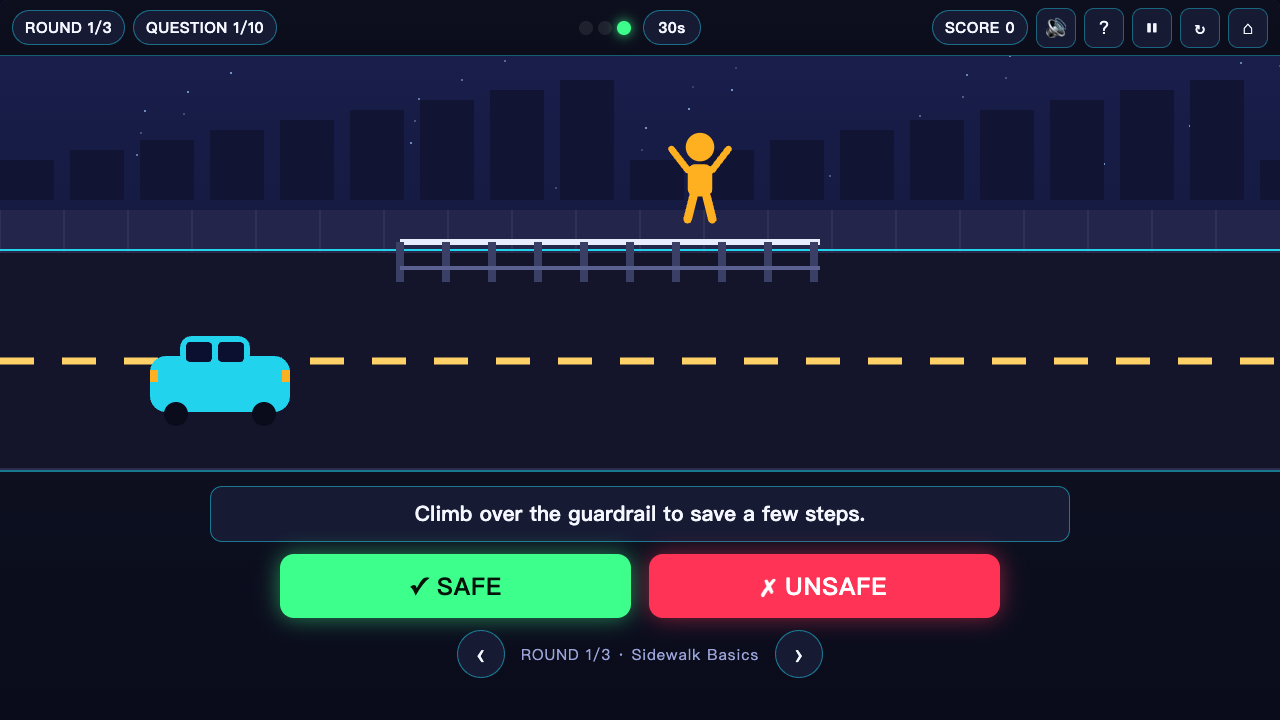 ROUND 1/3
QUESTION 1/10
30s
SCORE 0
?
Climb over the guardrail to save a few steps.
✓ SAFE
✗ UNSAFE
‹
ROUND 1/3 · Sidewalk Basics
›